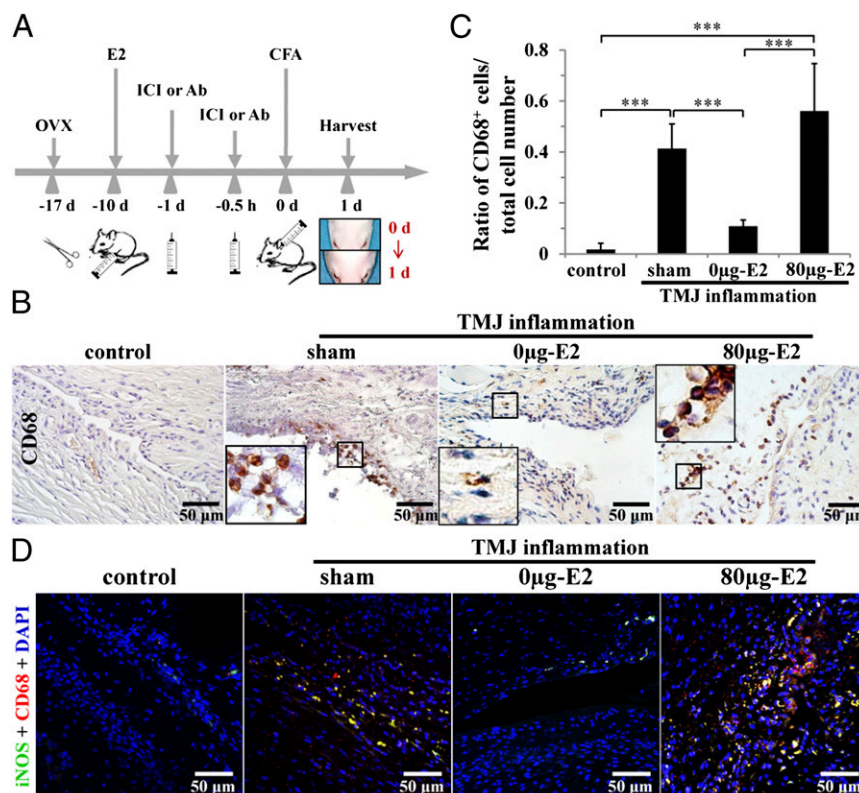 A
E2
CFA
ICI or Ab
ICI or Ab
OVX
Harvest
-17 d
-10 d
-1 d
-0.5 h
0 d
1 d
0 d
1 d
C
Ratio of CD68⁺ cells/
total cell number
0.8
0.6
0.4
0.2
0
***
***
***
***
control
sham
0μg-E2
80μg-E2
TMJ inflammation
B
TMJ inflammation
control
sham
0μg-E2
80μg-E2
CD68
50 μm
50 μm
50 μm
50 μm
D
TMJ inflammation
control
sham
0μg-E2
80μg-E2
iNOS + CD68 + DAPI
50 μm
50 μm
50 μm
50 μm